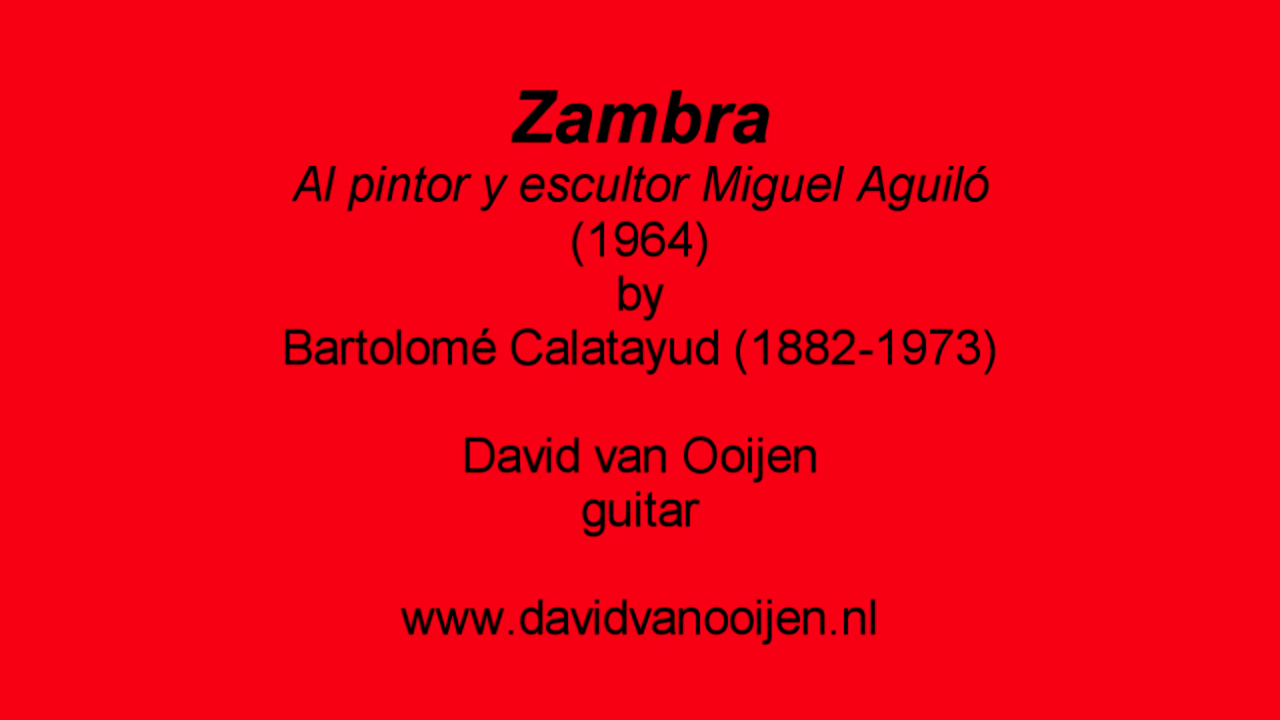 Zambra
Al pintor y escultor Miguel Aguiló
(1964)
by
Bartolomé Calatayud (1882-1973)
David van Ooijen
guitar
www.davidvanooijen.nl